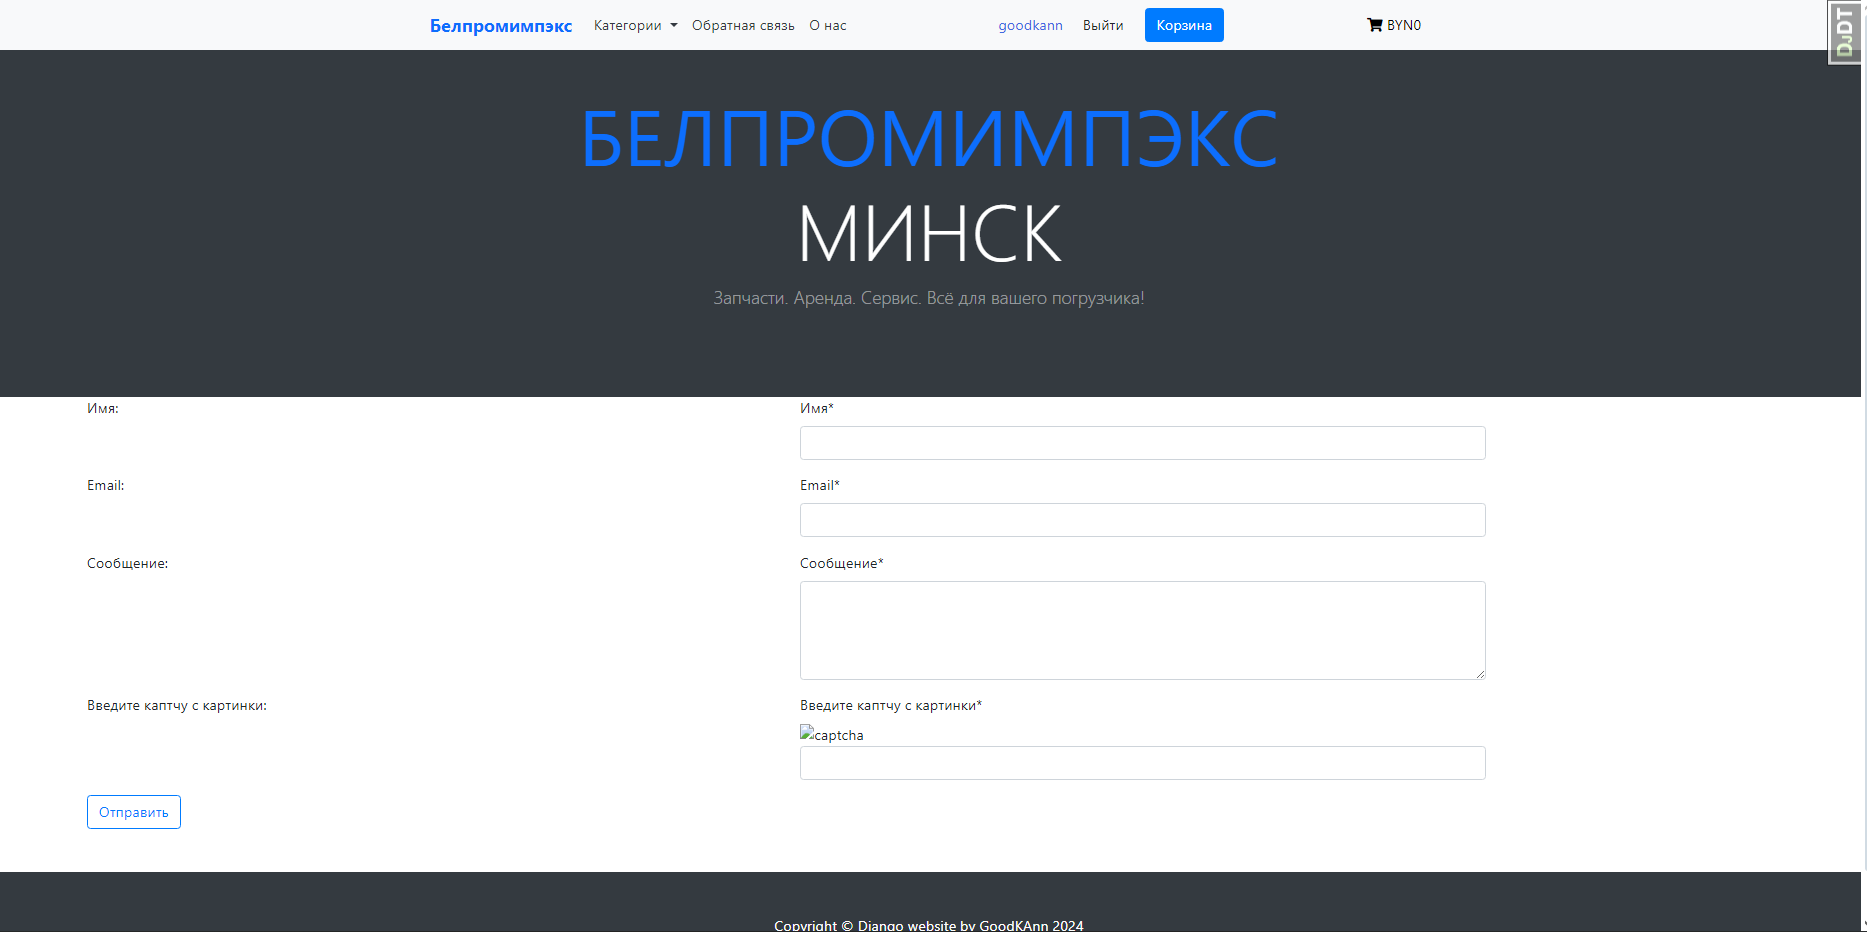 Белпромимпэкс Категории Обратная связь О нас goodkann Выйти Корзина BYN0
DjDT
БЕЛПРОМИМПЭКС
МИНСК
Запчасти. Аренда. Сервис. Всё для вашего погрузчика!
Имя: Имя*
Email: Email*
Сообщение: Сообщение*
Введите каптчу с картинки: Введите каптчу с картинки*
captcha
Отправить
Copyright © Django website by GoodKAnn 2024